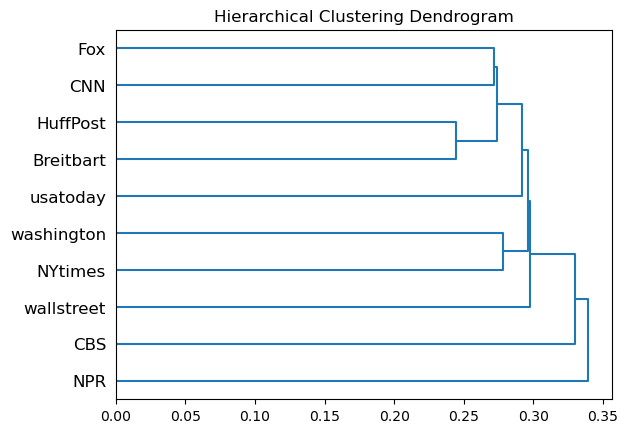 Hierarchical Clustering Dendrogram
Fox
CNN
HuffPost
Breitbart
usatoday
washington
NYtimes
wallstreet
CBS
NPR
0.00 0.05 0.10 0.15 0.20 0.25 0.30 0.35